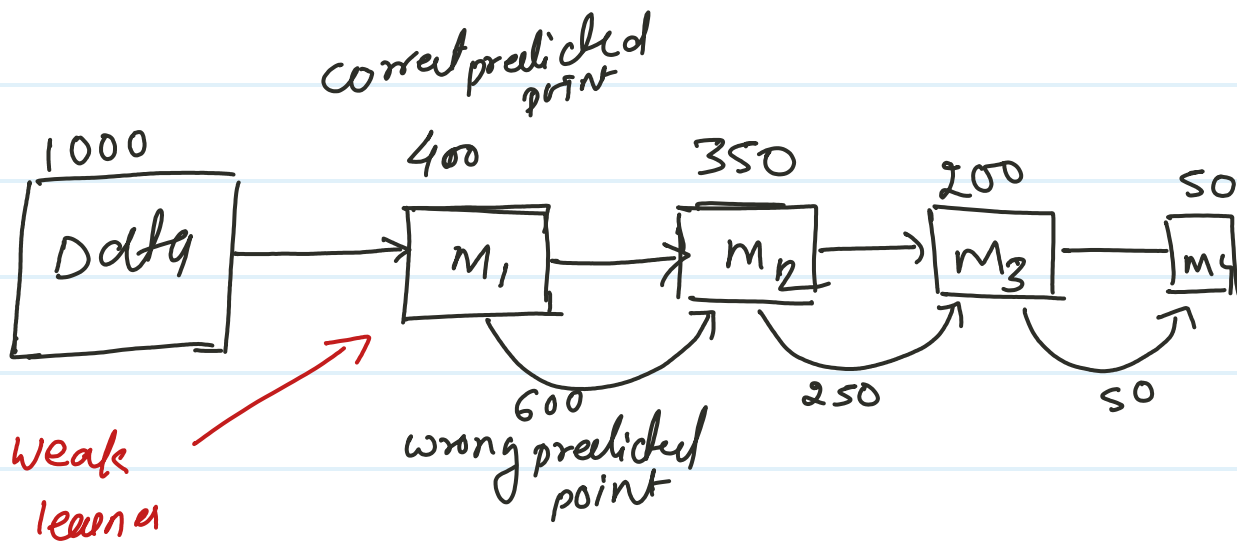 correct predicted
point
1000
400
350
200
50
Data
M1
M2
M3
M4
600
250
50
wrong predicted
point
Weak
learner